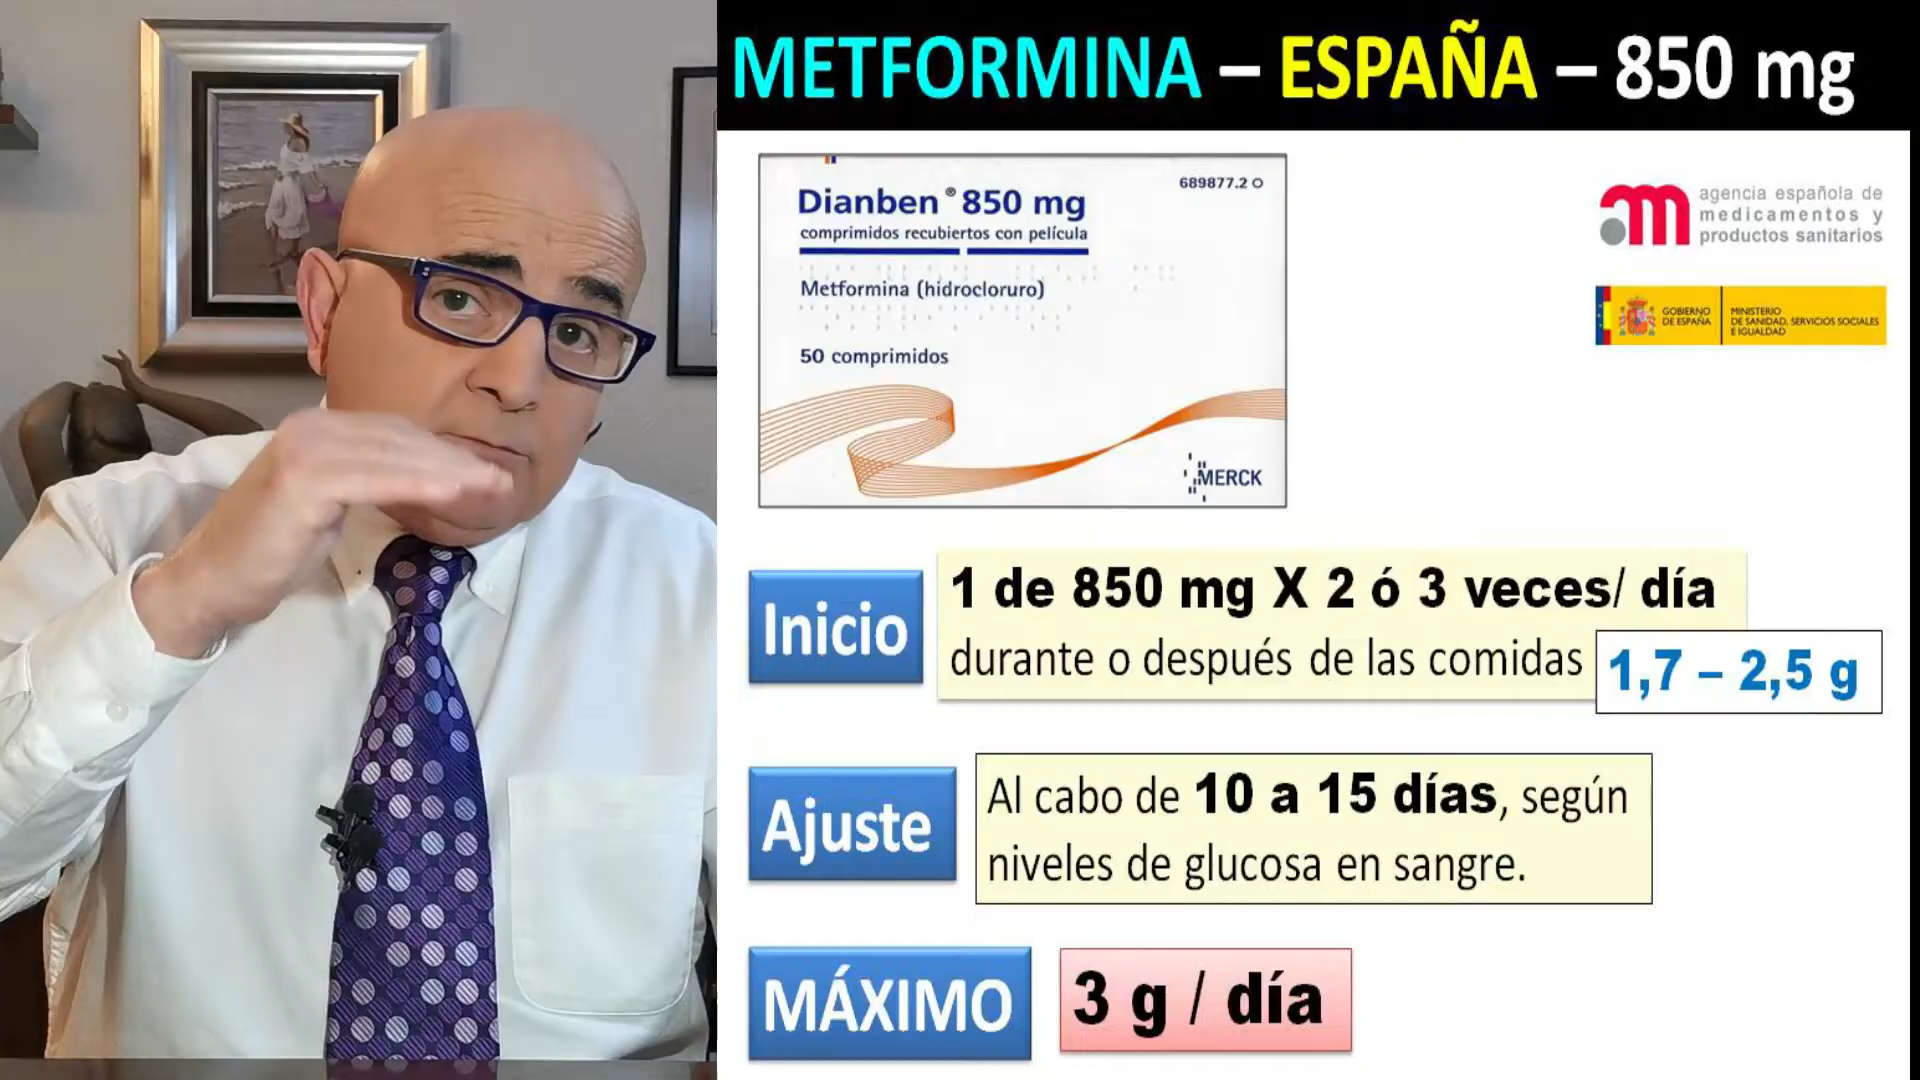 METFORMINA – ESPAÑA – 850 mg
689877.2 O
Dianben® 850 mg
comprimidos recubiertos con película
Metformina (hidrocloruro)
50 comprimidos
MERCK
agencia española de
medicamentos y
productos sanitarios
GOBIERNO
DE ESPAÑA
MINISTERIO
DE SANIDAD, SERVICIOS SOCIALES
E IGUALDAD
Inicio
1 de 850 mg X 2 ó 3 veces/ día
durante o después de las comidas
1,7 – 2,5 g
Ajuste
Al cabo de 10 a 15 días, según
niveles de glucosa en sangre.
MÁXIMO
3 g / día